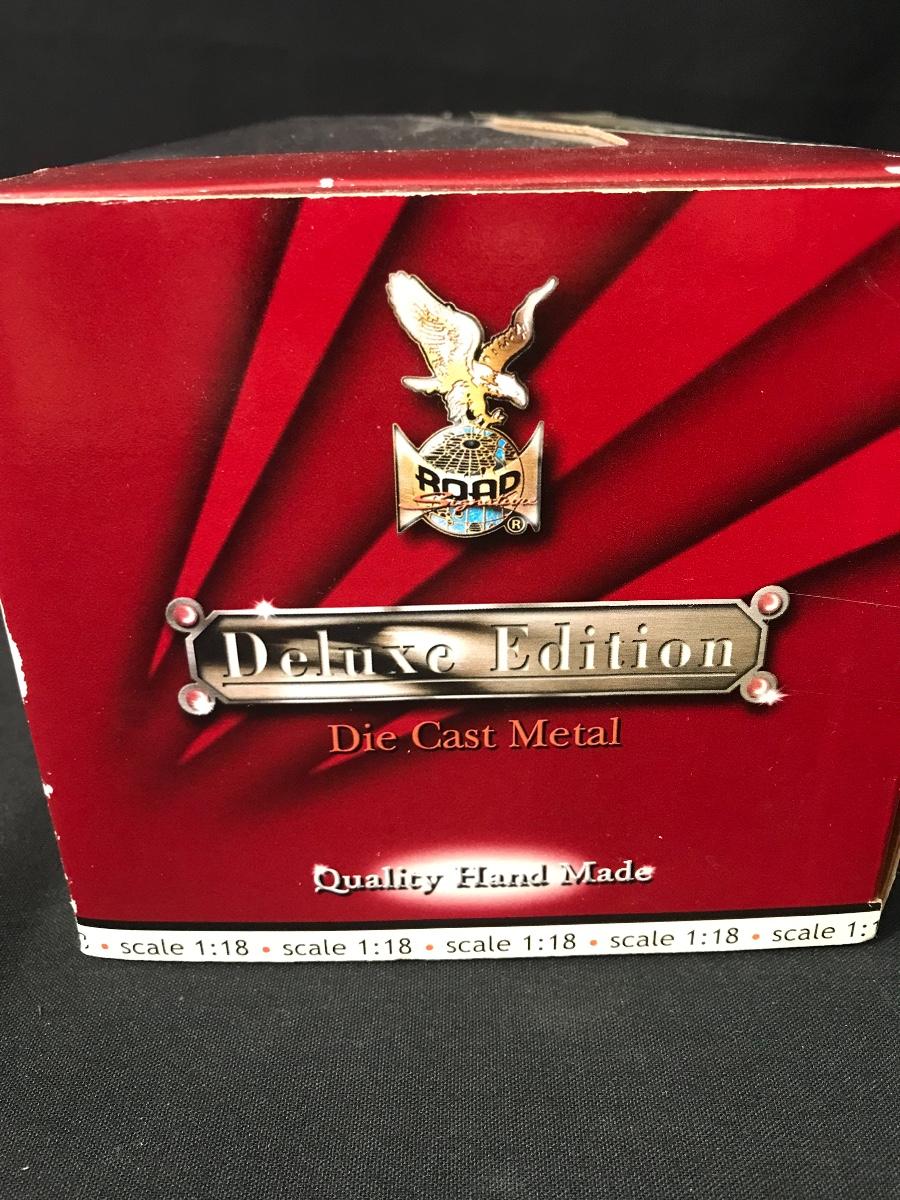 ROAD
Signature
®
Deluxe Edition
Die Cast Metal
Quality Hand Made
• scale 1:18 • scale 1:18 • scale 1:18 • scale 1:18 • scale 1:1